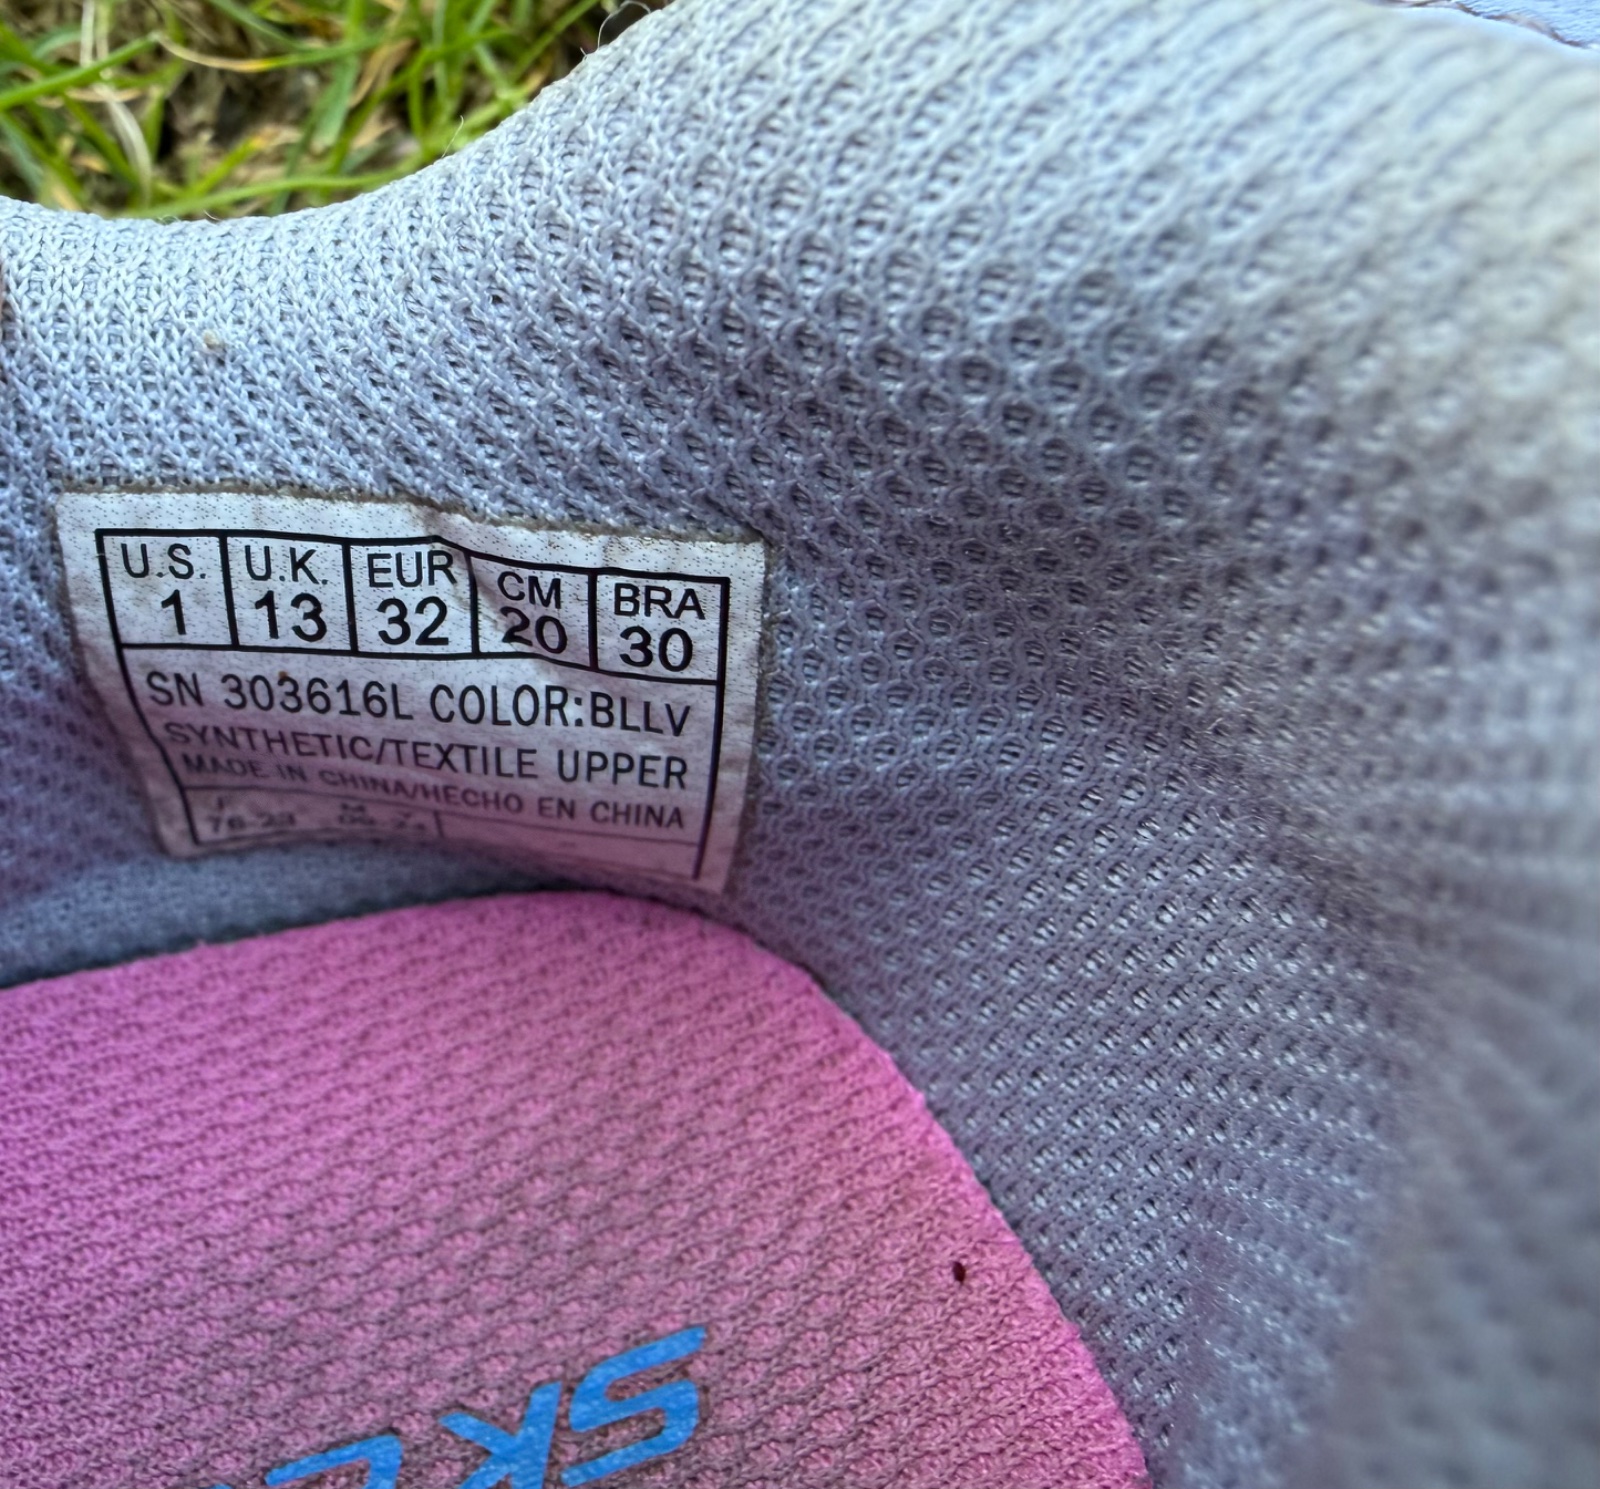 U.S. U.K. EUR CM BRA
1 13 32 20 30
SN 303616L COLOR:BLLV
SYNTHETIC/TEXTILE UPPER
MADE IN CHINA/HECHO EN CHINA
SKE